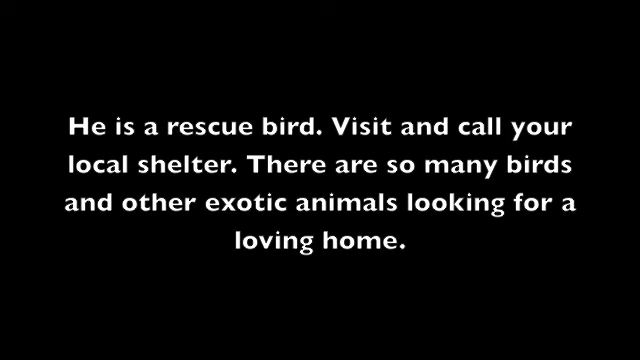 He is a rescue bird. Visit and call your
local shelter. There are so many birds
and other exotic animals looking for a
loving home.